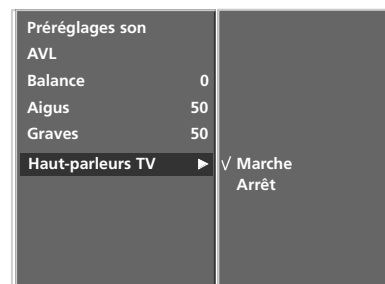 Préréglages son
AVL
Balance 0
Aigus 50
Graves 50
Haut-parleurs TV ▶ √ Marche
Arrêt